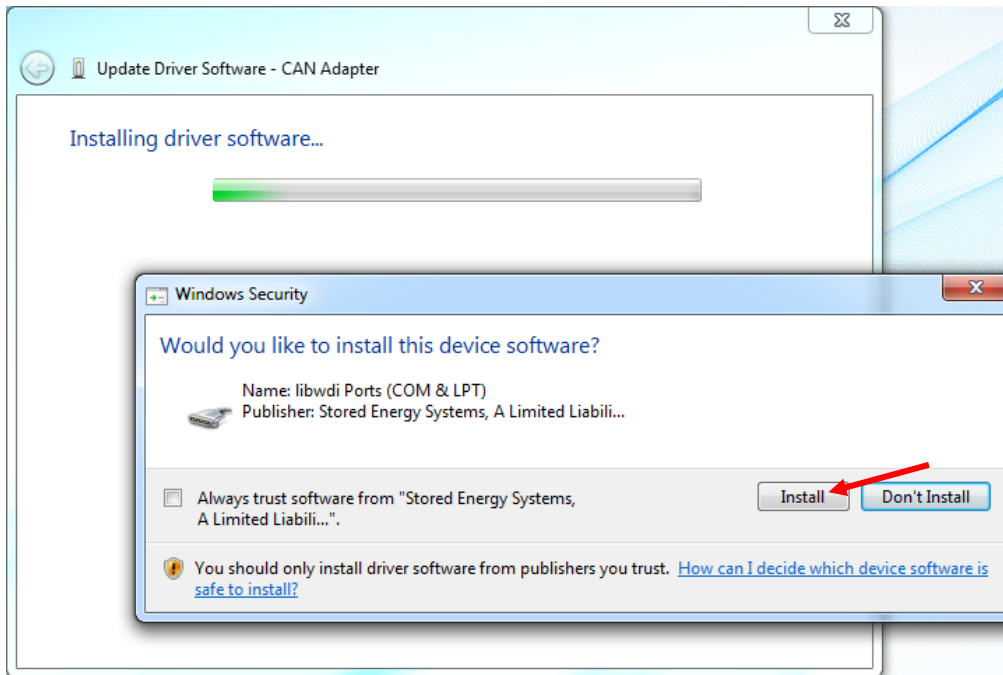 Update Driver Software - CAN Adapter
Installing driver software...
Windows Security
Would you like to install this device software?
Name: libwdi Ports (COM & LPT)
Publisher: Stored Energy Systems, A Limited Liabili...
Always trust software from "Stored Energy Systems,
A Limited Liabili...".
Install
Don't Install
You should only install driver software from publishers you trust. How can I decide which device software is
safe to install?